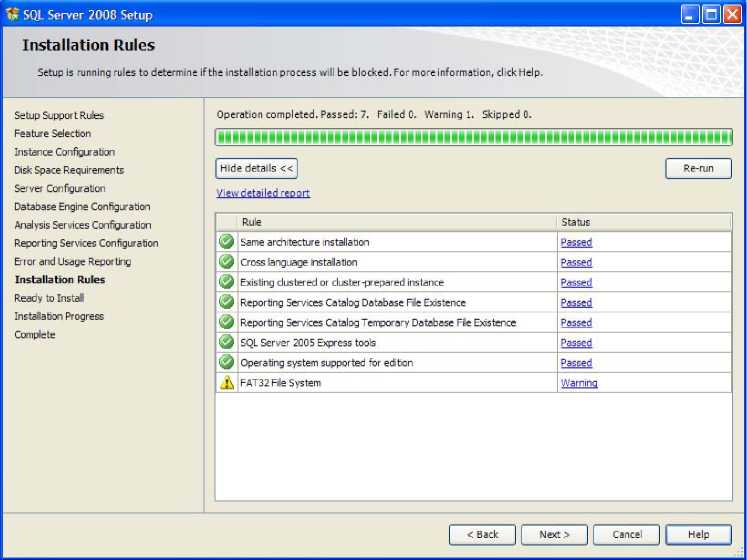 SQL Server 2008 Setup
Installation Rules
Setup is running rules to determine if the installation process will be blocked. For more information, click Help.
Setup Support Rules
Feature Selection
Instance Configuration
Disk Space Requirements
Server Configuration
Database Engine Configuration
Analysis Services Configuration
Reporting Services Configuration
Error and Usage Reporting
Installation Rules
Ready to Install
Installation Progress
Complete
Operation completed. Passed: 7. Failed 0. Warning 1. Skipped 0.
Hide details <<
Re-run
View detailed report
Rule Status
Same architecture installation Passed
Cross language installation Passed
Existing clustered or cluster-prepared instance Passed
Reporting Services Catalog Database File Existence Passed
Reporting Services Catalog Temporary Database File Existence Passed
SQL Server 2005 Express tools Passed
Operating system supported for edition Passed
FAT32 File System Warning
< Back Next > Cancel Help